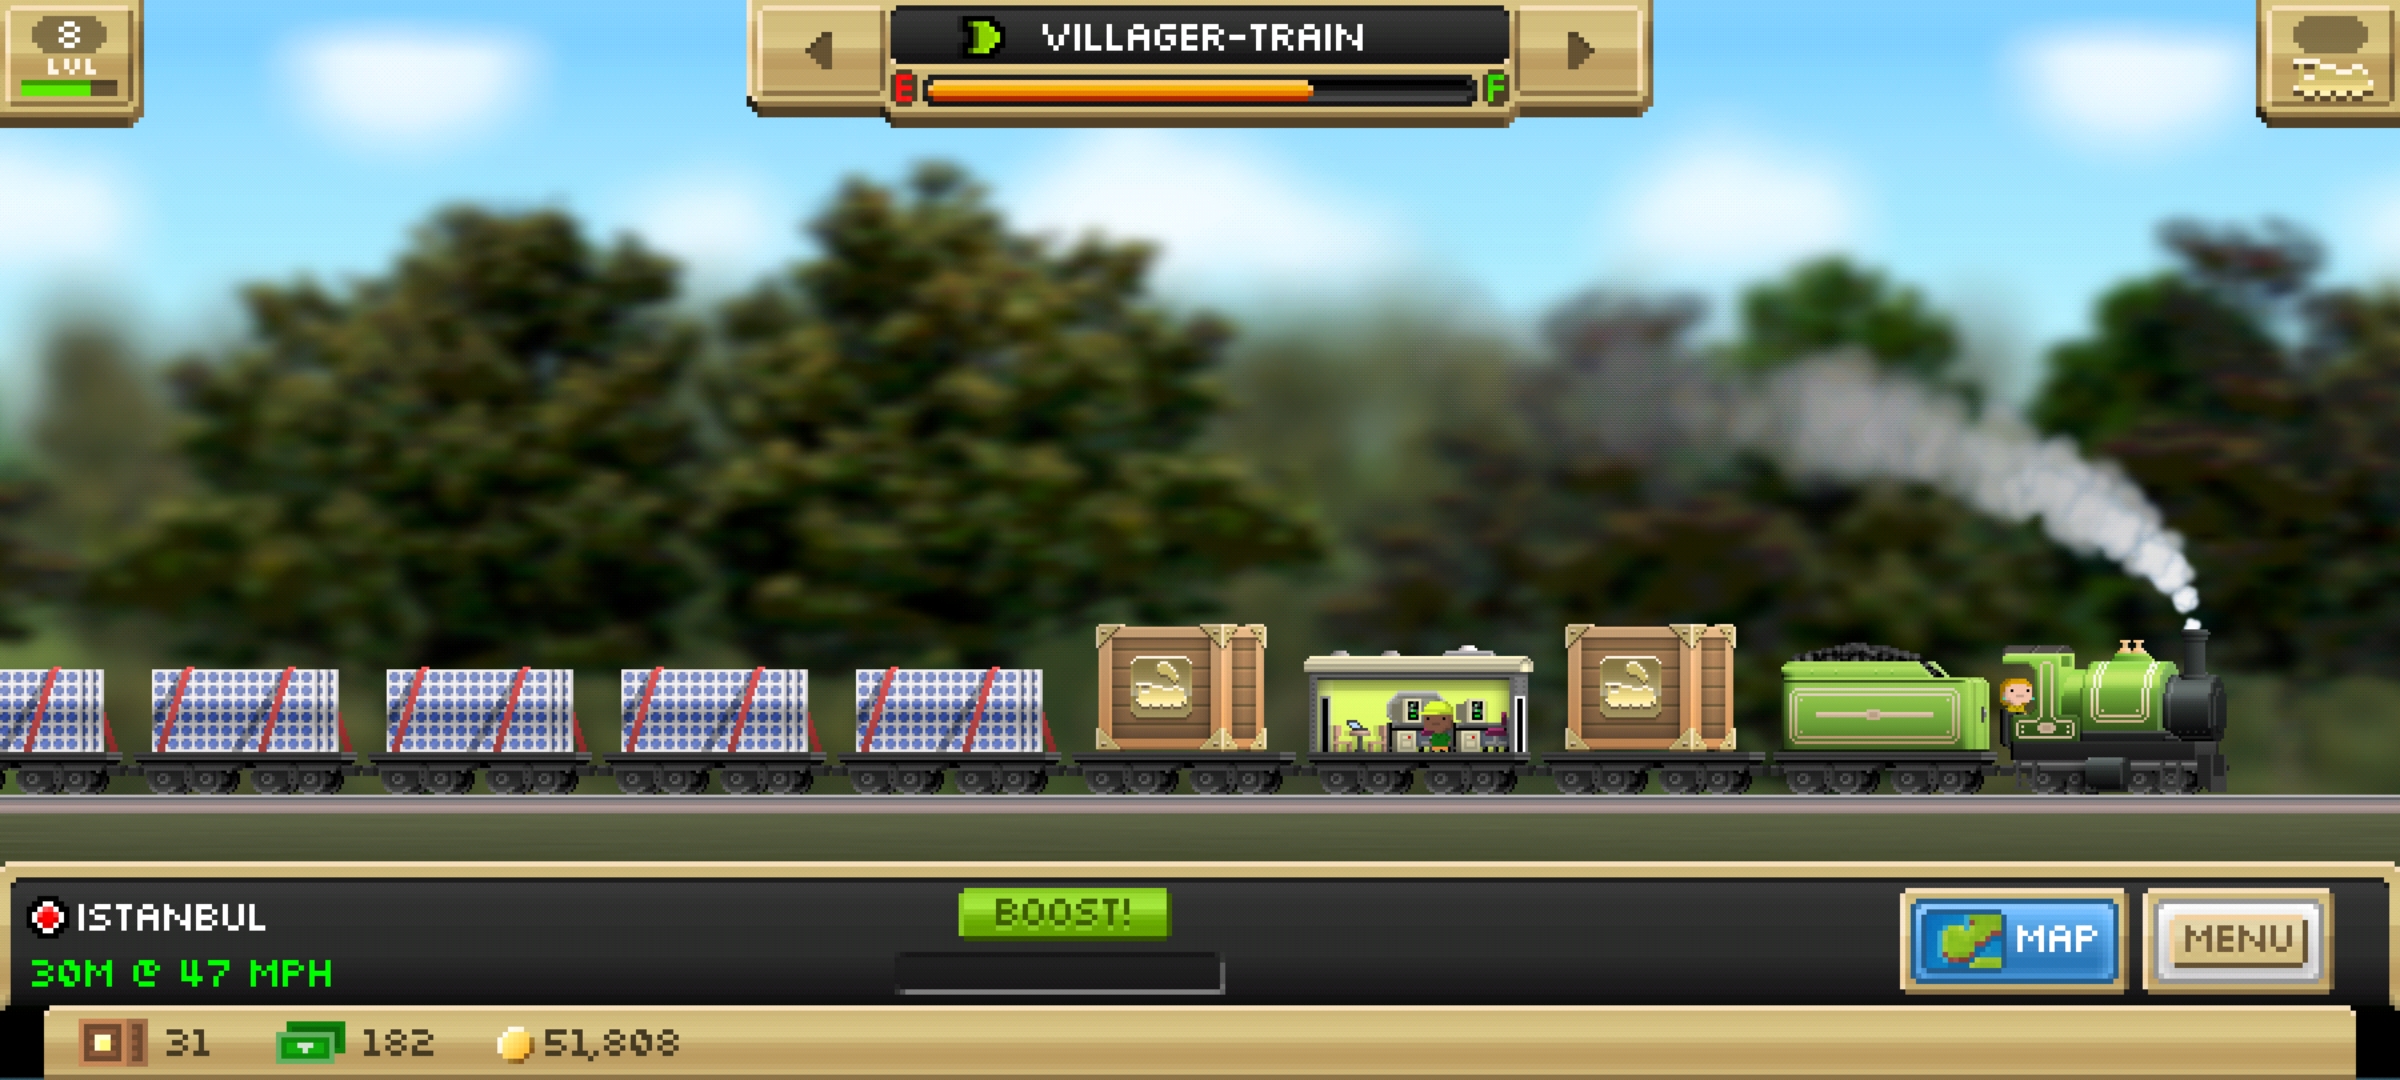 8
LVL
VILLAGER-TRAIN
E F
ISTANBUL
30M @ 47 MPH
BOOST!
MAP
MENU
31
182
51,808